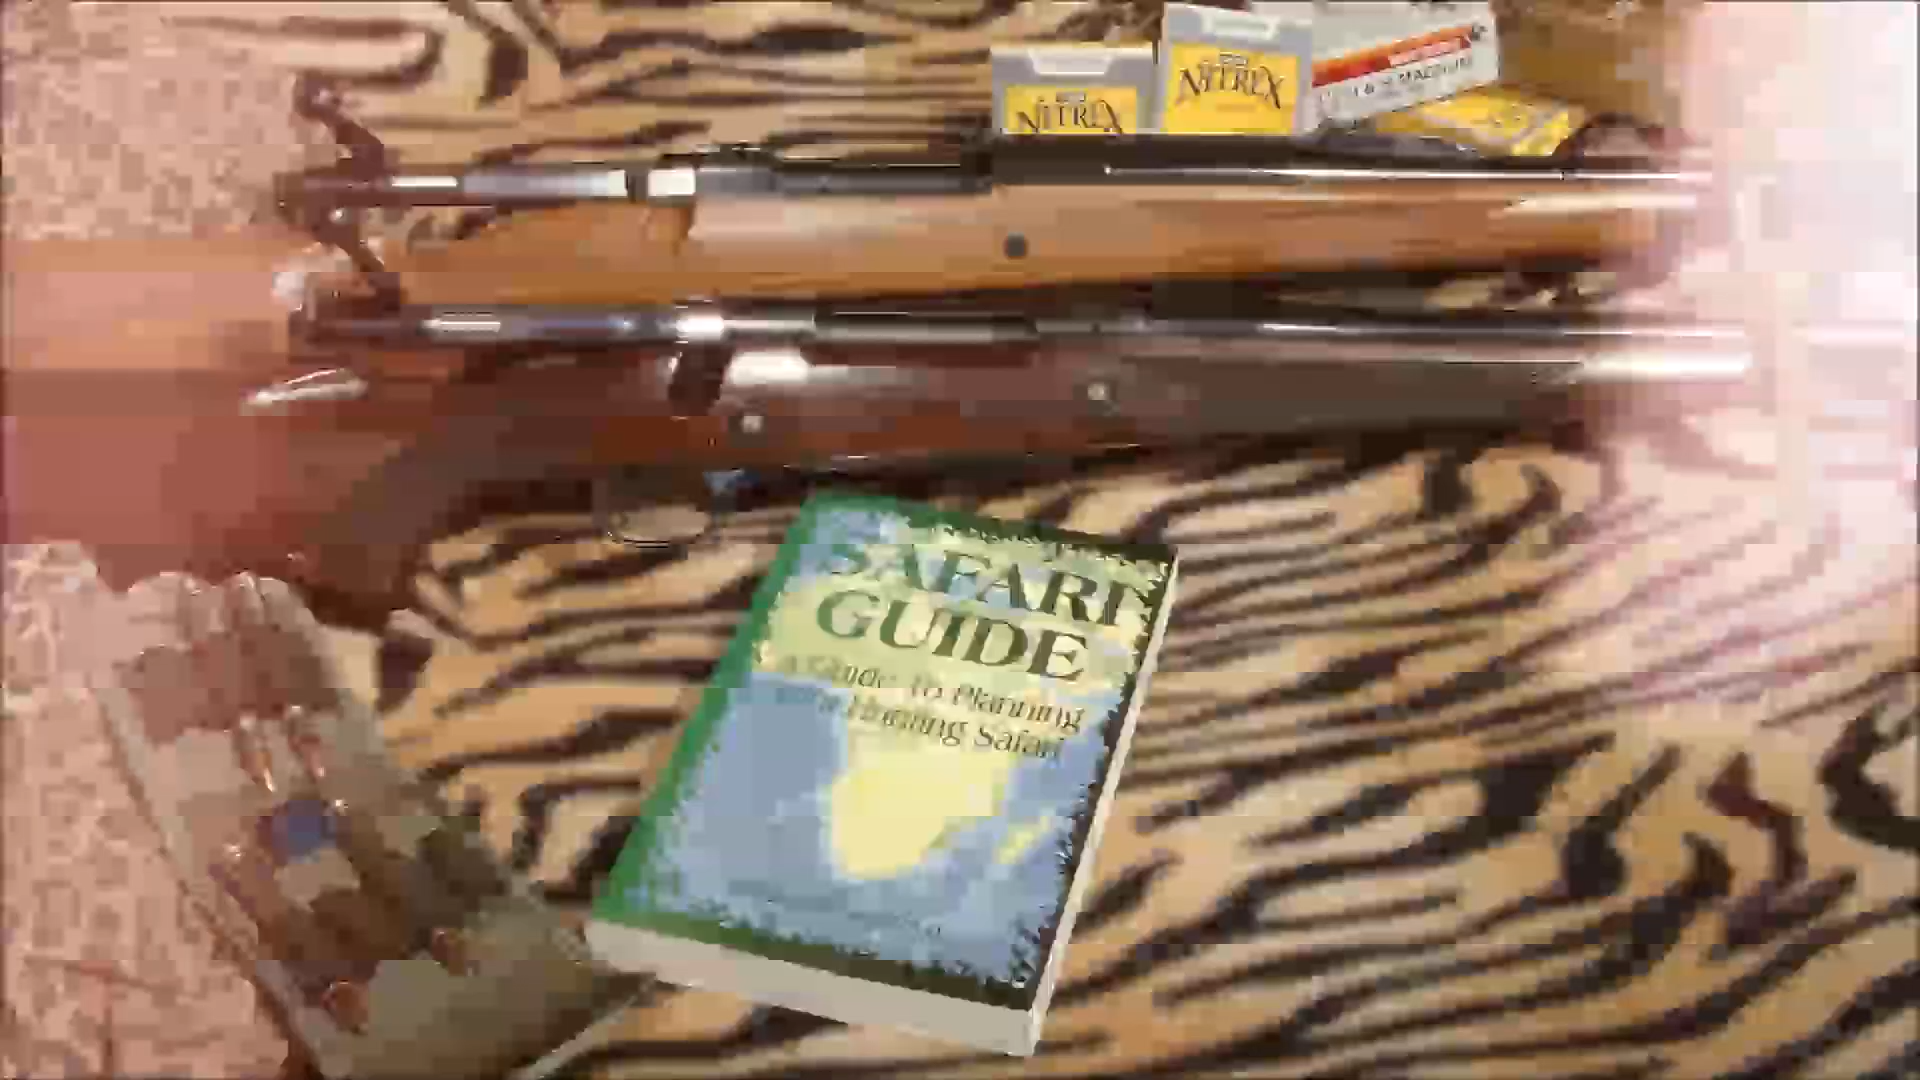 NITREX
NITREX
MAGNUM
SAFARI
GUIDE
A Guide To Planning
Hunting Safari